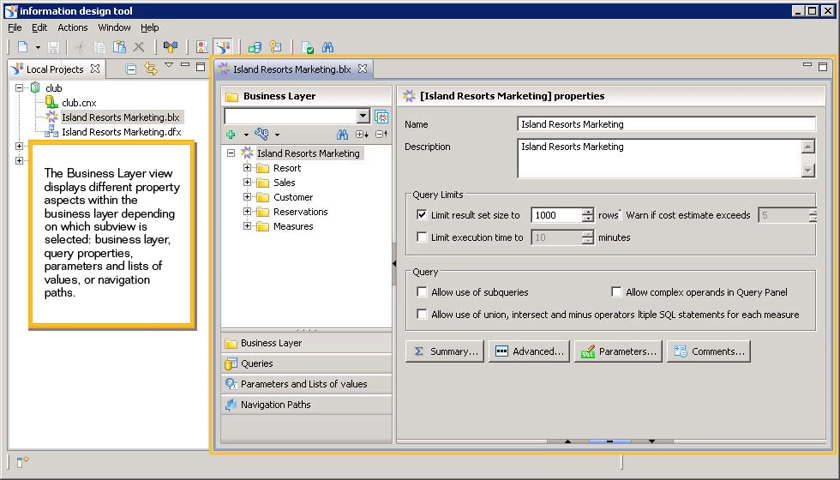 information design tool
File Edit Actions Window Help
Local Projects
club
club.cnx
Island Resorts Marketing.blx
Island Resorts Marketing.dfx
The Business Layer view
displays different property
aspects within the
business layer depending
on which subview is
selected: business layer,
query properties,
parameters and lists of
values, or navigation
paths.
Island Resorts Marketing.blx
Business Layer
Island Resorts Marketing
Resort
Sales
Customer
Reservations
Measures
Business Layer
Queries
Parameters and Lists of values
Navigation Paths
[Island Resorts Marketing] properties
Name Island Resorts Marketing
Description Island Resorts Marketing
Query Limits
Limit result set size to 1000 rows Warn if cost estimate exceeds 5
Limit execution time to 10 minutes
Query
Allow use of subqueries Allow complex operands in Query Panel
Allow use of union, intersect and minus operators ltiple SQL statements for each measure
Summary... Advanced... Parameters... Comments...